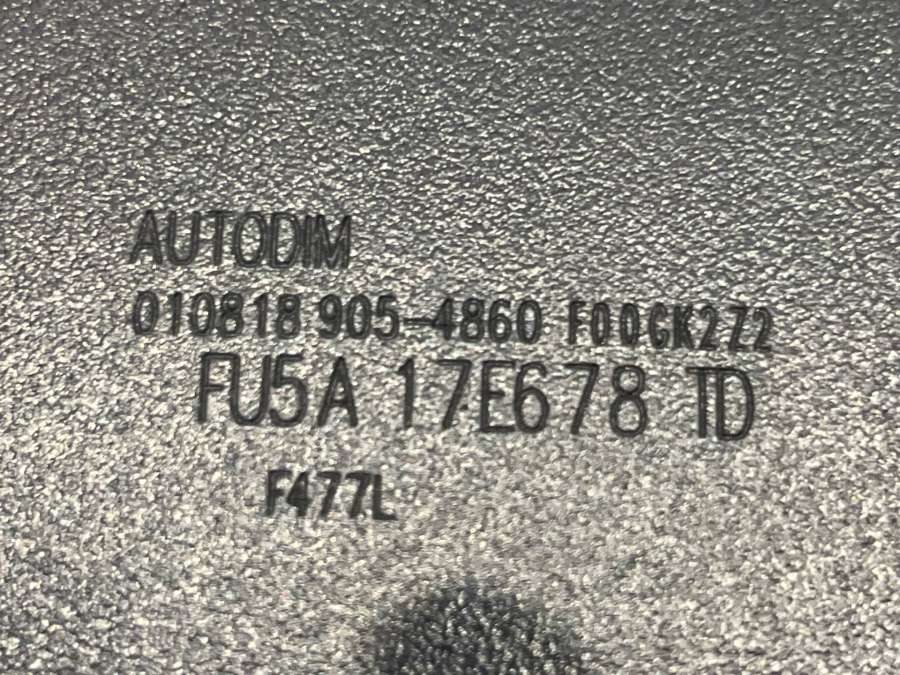 AUTODIM
010818 905-4860 F00GK2Z2
FU5A 17E678 TD
F477L